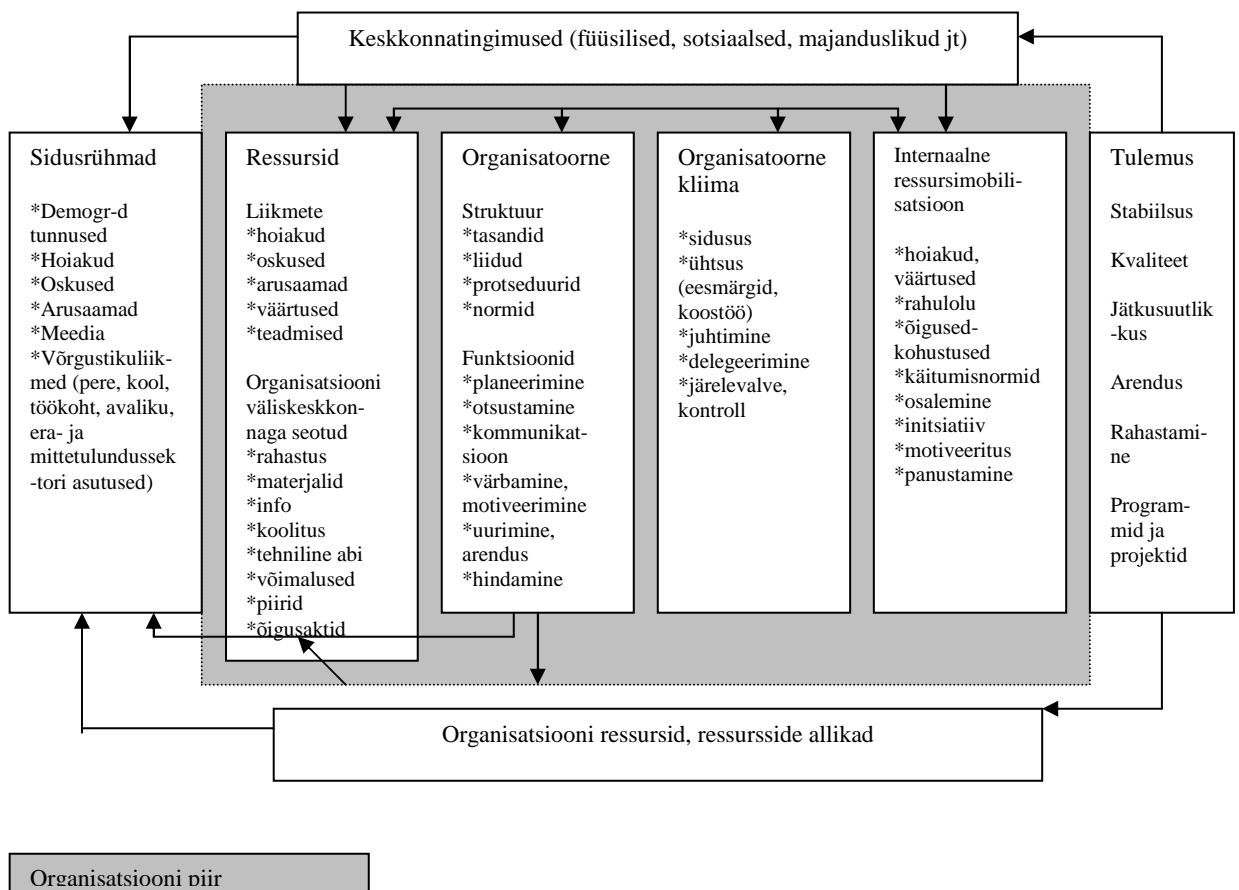 Keskkonnatingimused (füüsilised, sotsiaalsed, majanduslikud jt)
Sidusrühmad
*Demogr-d
tunnused
*Hoiakud
*Oskused
*Arusaamad
*Meedia
*Võrgustikuliik-
med (pere, kool,
töökoht, avaliku,
era- ja
mittetulundussek
-tori asutused)
Ressursid
Liikmete
*hoiakud
*oskused
*arusaamad
*väärtused
*teadmised
Organisatsiooni
väliskeskkon-
naga seotud
*rahastus
*materjalid
*info
*koolitus
*tehniline abi
*võimalused
*piirid
*õigusaktid
Organisatoorne
Struktuur
*tasandid
*liidud
*protseduurid
*normid
Funktsioonid
*planeerimine
*otsustamine
*kommunikat-
sioon
*värbamine,
motiveerimine
*uurimine,
arendus
*hindamine
Organisatoorne
kliima
*sidusus
*ühtsus
(eesmärgid,
koostöö)
*juhtimine
*delegeerimine
*järelevalve,
kontroll
Internaalne
ressursimobili-
satsioon
*hoiakud,
väärtused
*rahulolu
*õigused-
kohustused
*käitumisnormid
*osalemine
*initsiatiiv
*motiveeritus
*panustamine
Tulemus
Stabiilsus
Kvaliteet
Jätkusuutlik
-kus
Arendus
Rahastami-
ne
Program-
mid ja
projektid
Organisatsiooni ressursid, ressursside allikad
Organisatsiooni piir